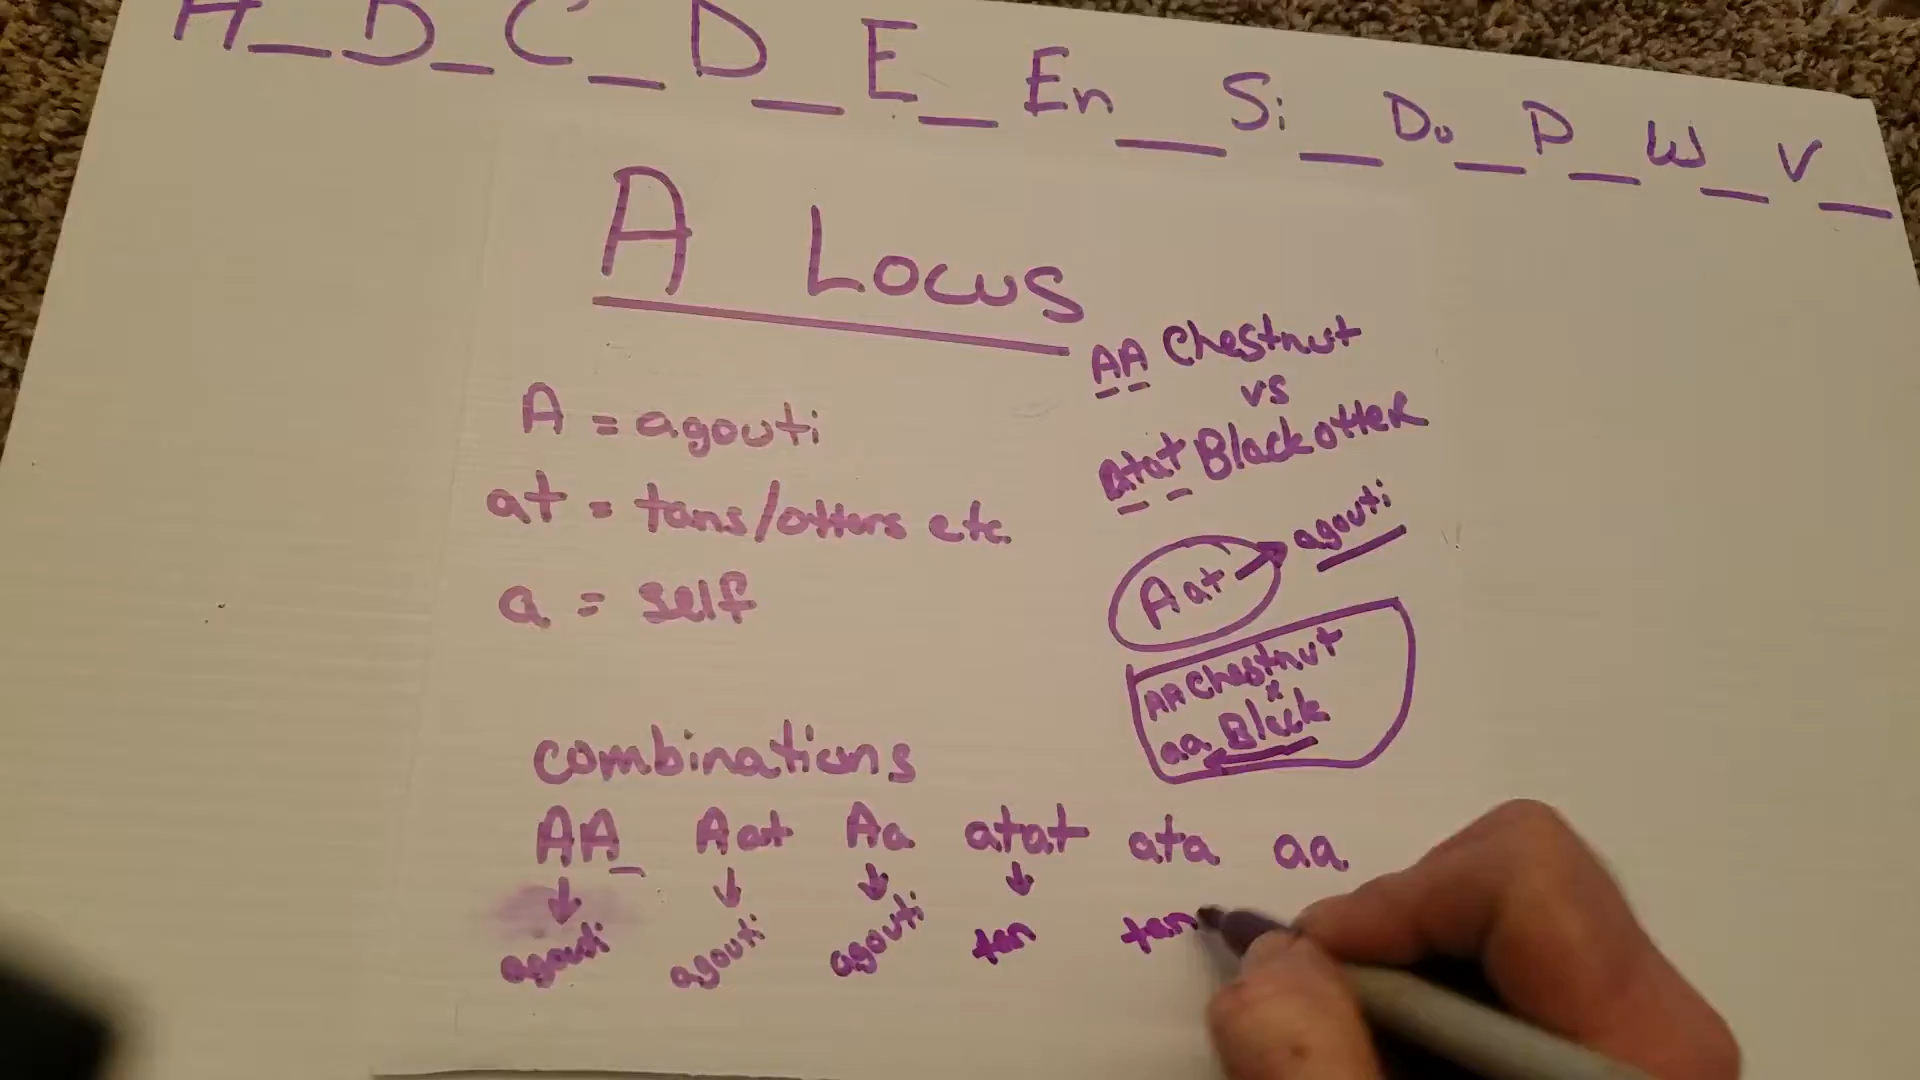 A_ B_ C_ D_ E_ En_ Si_ Du_ P_ W_ V_
A Locus
A = agouti
at = tans/otters etc.
a = self
AA Chestnut
vs
atat Black otter
Aat → agouti
AA Chestnut
x
aa Black
combinations
AA Aat Aa atat ata aa
agouti agouti agouti tan tan